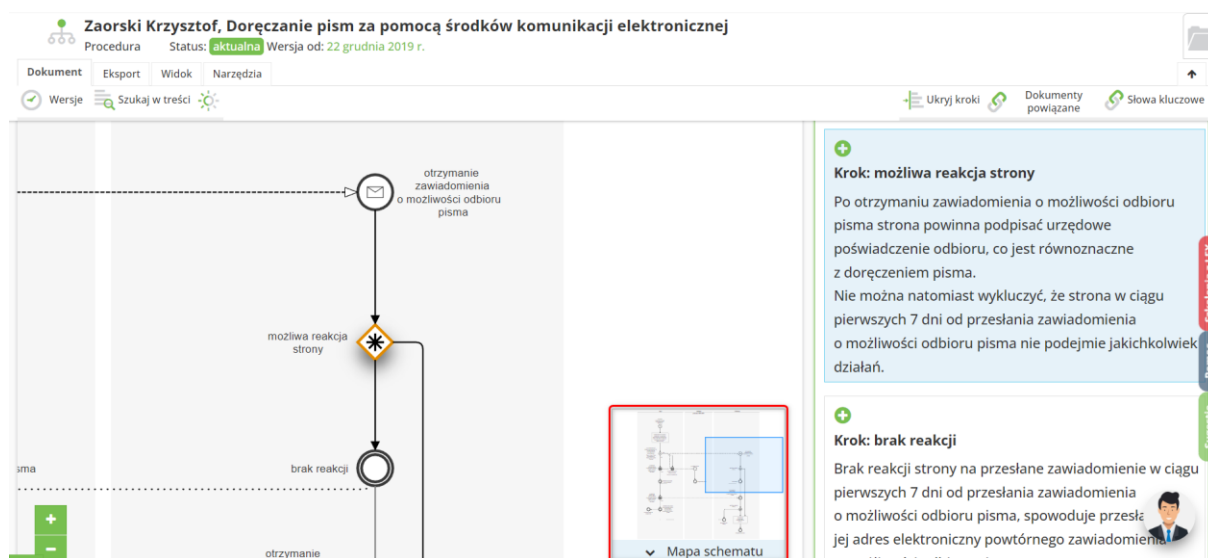 Zaorski Krzysztof, Doręczanie pism za pomocą środków komunikacji elektronicznej
Procedura Status: aktualna Wersja od: 22 grudnia 2019 r.
Dokument Eksport Widok Narzędzia
Wersje Szukaj w treści Ukryj kroki Dokumenty powiązane Słowa kluczowe
otrzymanie
zawiadomienia
o możliwości odbioru
pisma
możliwa reakcja
strony
brak reakcji
otrzymanie
Mapa schematu
Krok: możliwa reakcja strony
Po otrzymaniu zawiadomienia o możliwości odbioru
pisma strona powinna podpisać urzędowe
poświadczenie odbioru, co jest równoznaczne
z doręczeniem pisma.
Nie można natomiast wykluczyć, że strona w ciągu
pierwszych 7 dni od przesłania zawiadomienia
o możliwości odbioru pisma nie podejmie jakichkolwiek
działań.
Krok: brak reakcji
Brak reakcji strony na przesłane zawiadomienie w ciągu
pierwszych 7 dni od przesłania zawiadomienia
o możliwości odbioru pisma, spowoduje
jej adres elektroniczny powtórnego zawiadomienia